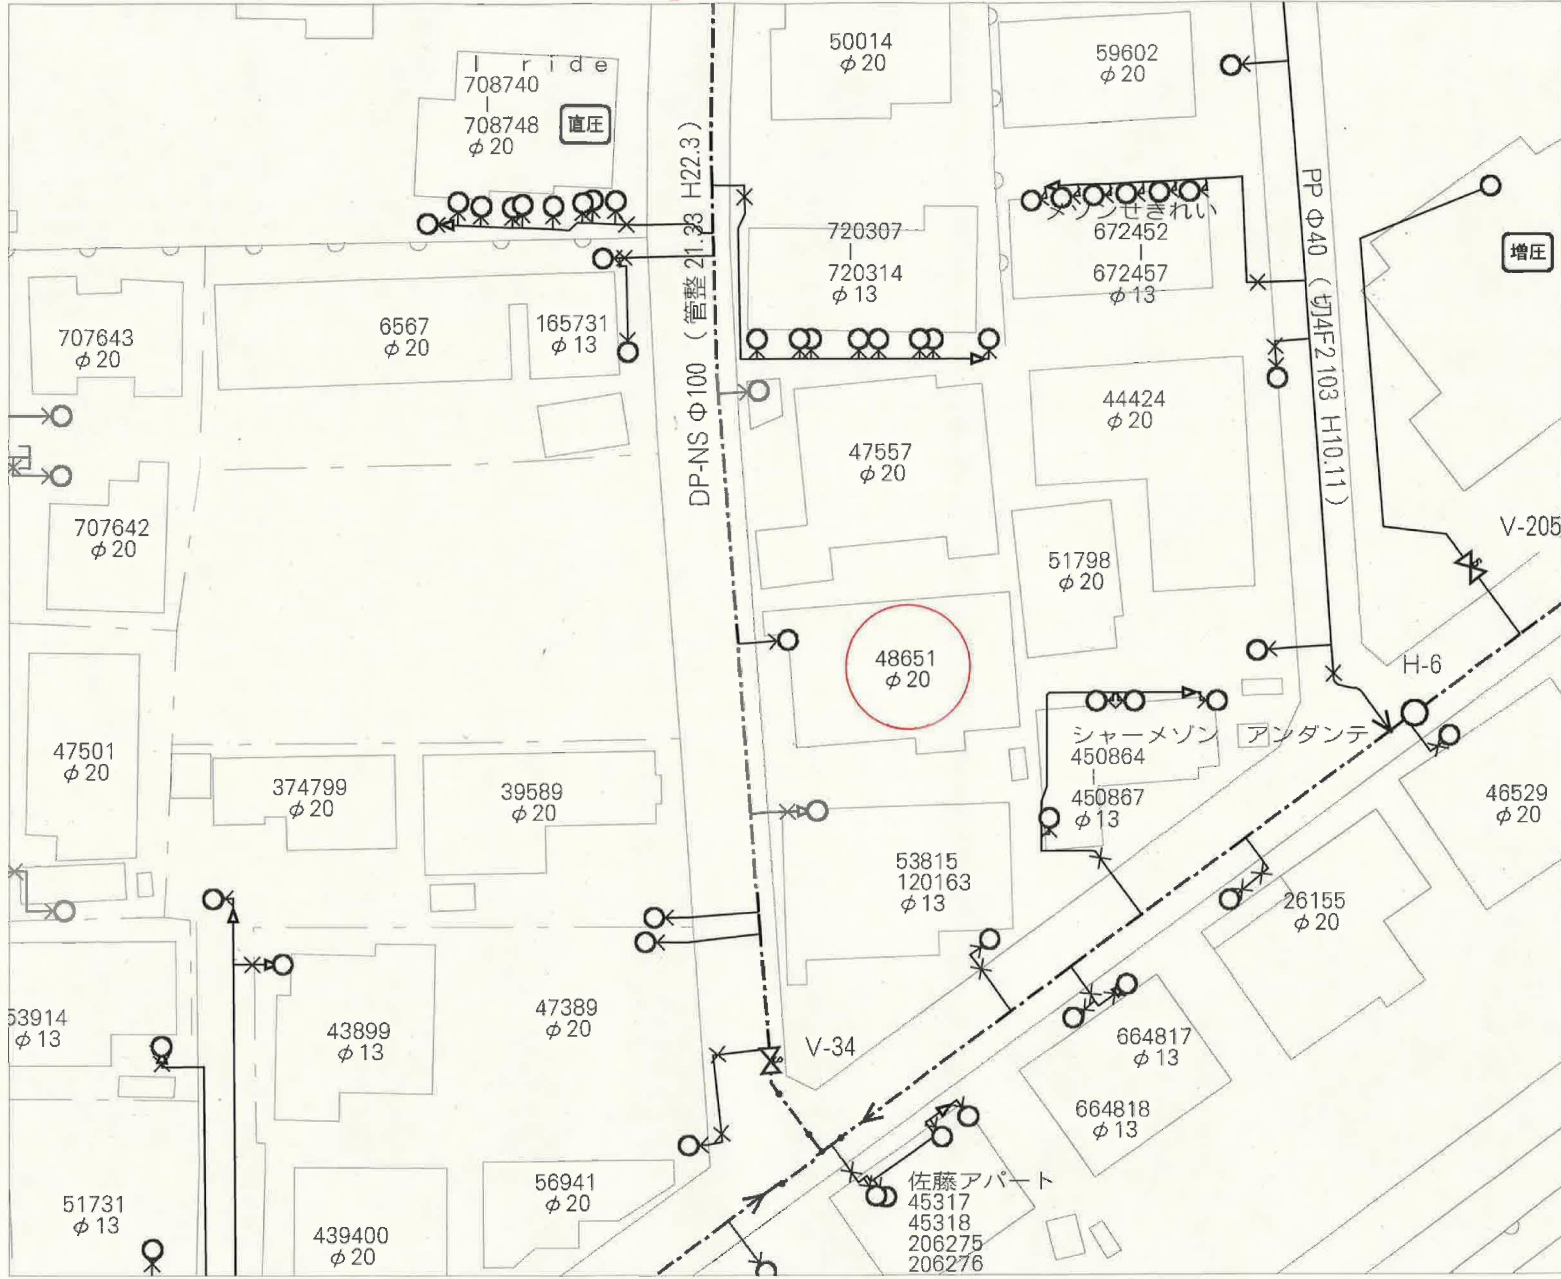 I ride
708740
|
708748
φ20
直圧
50014
φ20
59602
φ20
DP-NS Φ100 （管整 21.33 H22.3）
720307
|
720314
φ13
メゾンせきれい
672452
|
672457
φ13
PP Φ40 （切4F2 103 H10.11）
増圧
707643
φ20
6567
φ20
165731
φ13
47557
φ20
44424
φ20
707642
φ20
51798
φ20
V-205
48651
φ20
H-6
47501
φ20
374799
φ20
39589
φ20
シャーメゾン アンダンテ
450864
|
450867
φ13
46529
φ20
53815
120163
φ13
26155
φ20
53914
φ13
43899
φ13
47389
φ20
V-34
664817
φ13
664818
φ13
51731
φ13
439400
φ20
56941
φ20
佐藤アパート
45317
45318
206275
206276